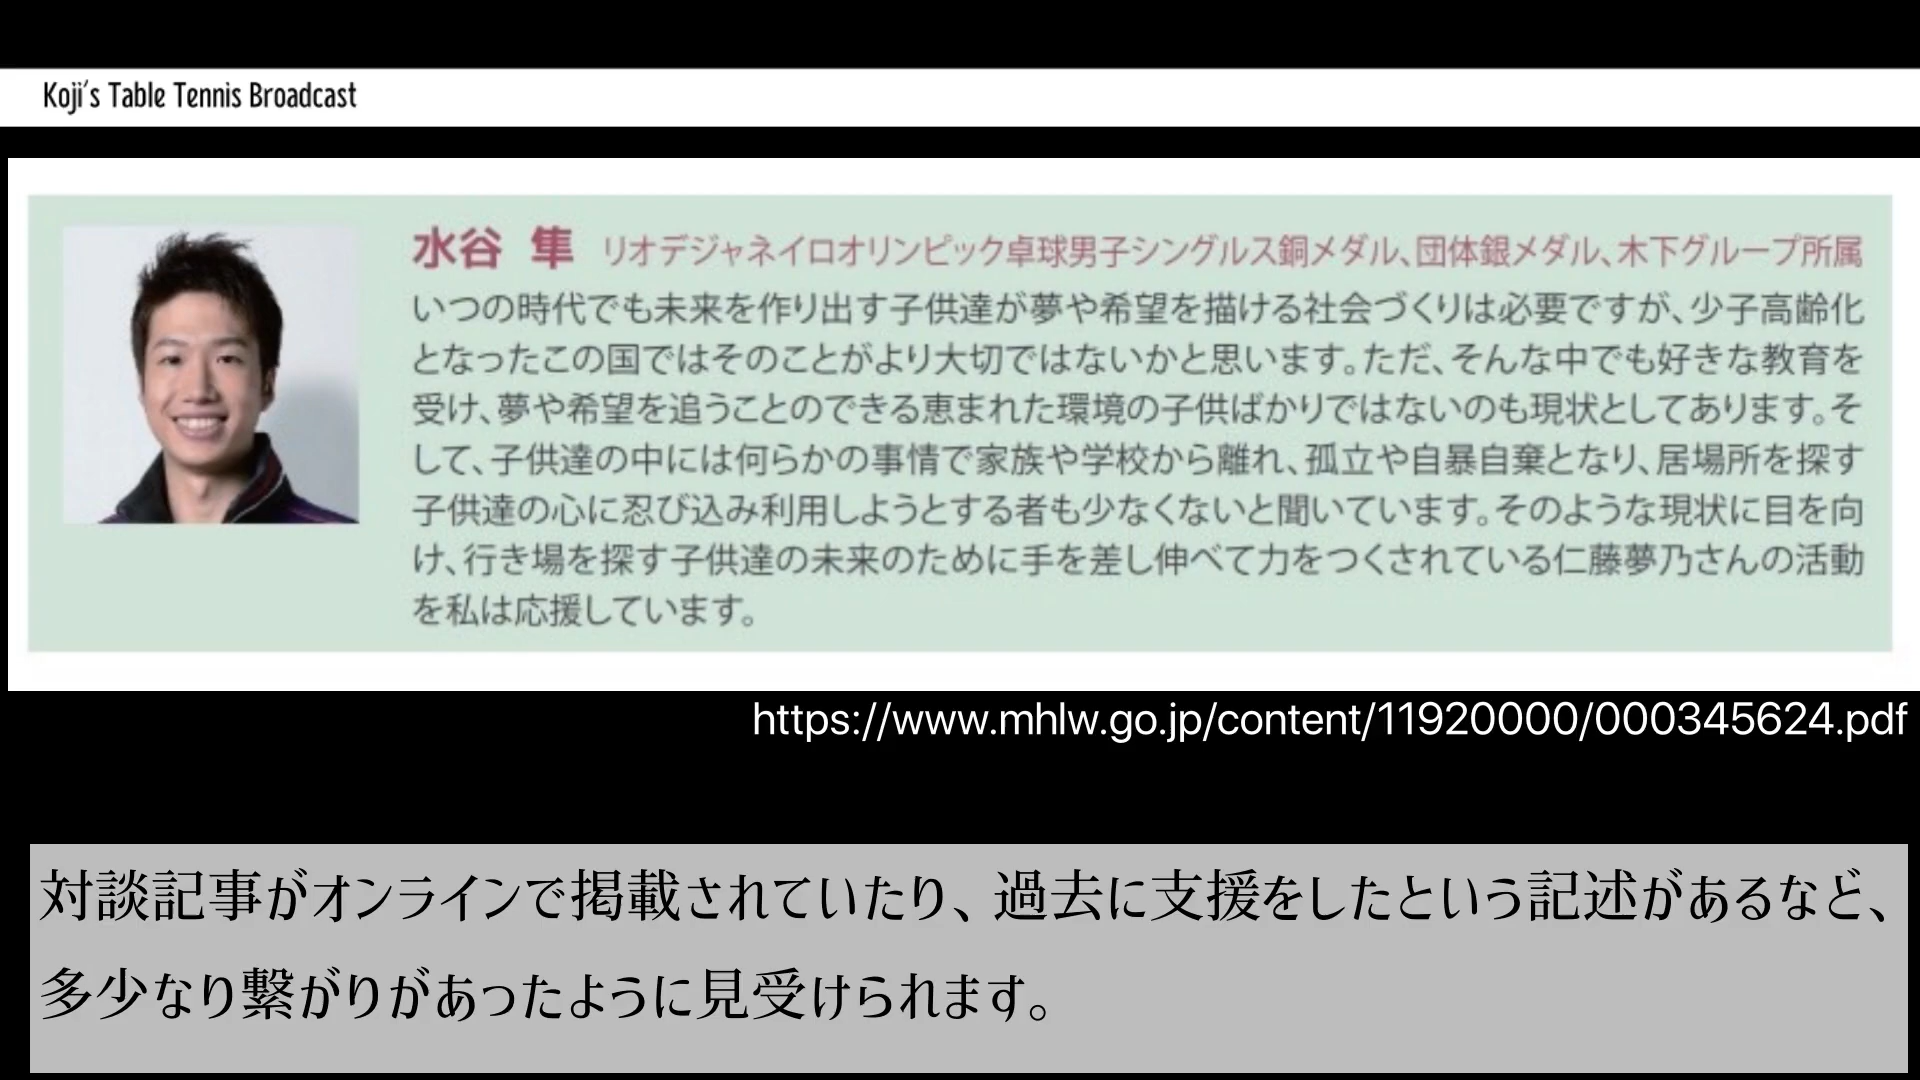 Koji's Table Tennis Broadcast
水谷 隼 リオデジャネイロオリンピック卓球男子シングルス銅メダル、団体銀メダル、木下グループ所属
いつの時代でも未来を作り出す子供達が夢や希望を描ける社会づくりは必要ですが、少子高齢化
となったこの国ではそのことがより大切ではないかと思います。ただ、そんな中でも好きな教育を
受け、夢や希望を追うことのできる恵まれた環境の子供ばかりではないのも現状としてあります。そ
して、子供達の中には何らかの事情で家族や学校から離れ、孤立や自暴自棄となり、居場所を探す
子供達の心に忍び込み利用しようとする者も少なくないと聞いています。そのような現状に目を向
け、行き場を探す子供達の未来のために手を差し伸べて力をつくされている仁藤夢乃さんの活動
を私は応援しています。
https://www.mhlw.go.jp/content/11920000/000345624.pdf
対談記事がオンラインで掲載されていたり、過去に支援をしたという記述があるなど、
多少なり繋がりがあったように見受けられます。